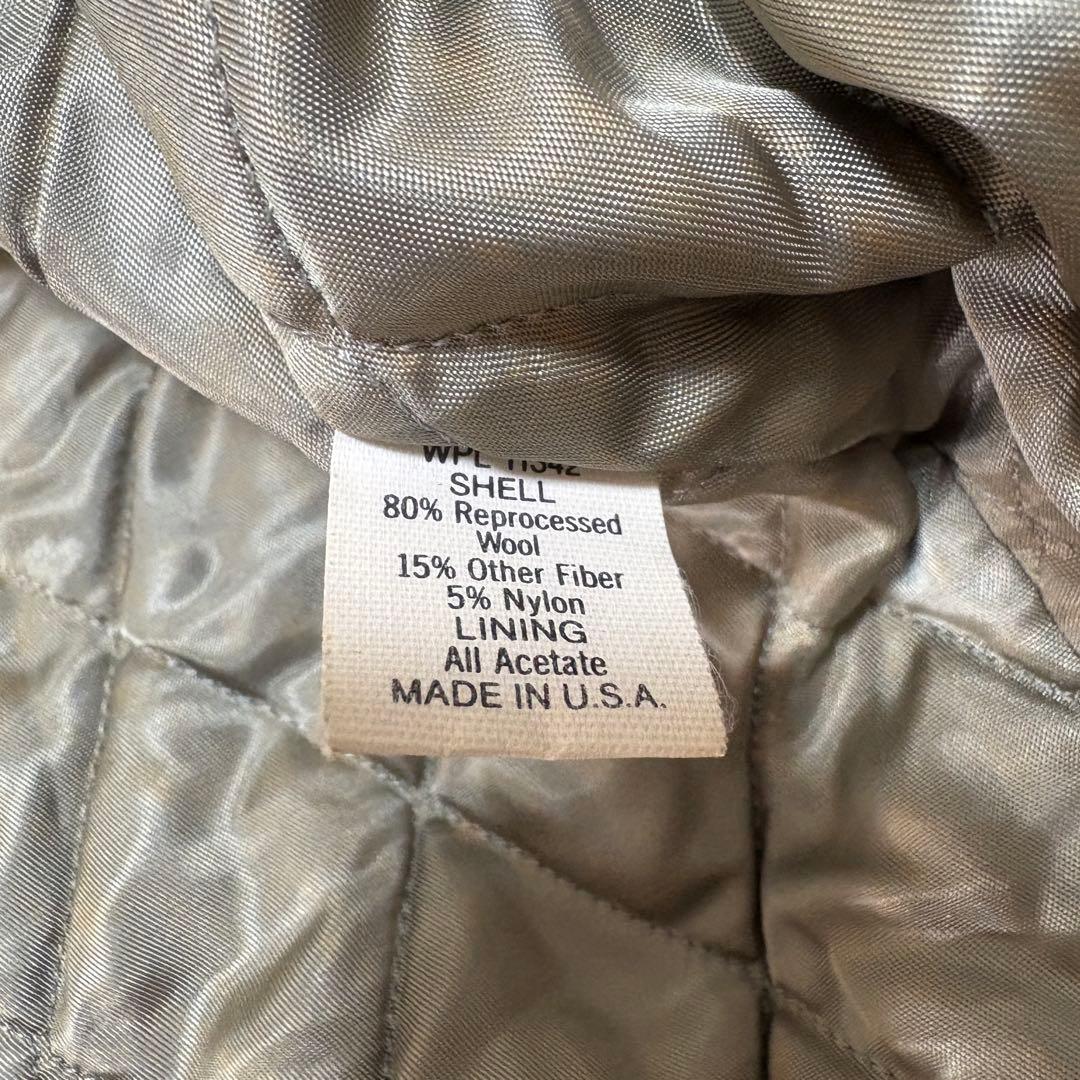 WPL 11342
SHELL
80% Reprocessed
Wool
15% Other Fiber
5% Nylon
LINING
All Acetate
MADE IN U.S.A.